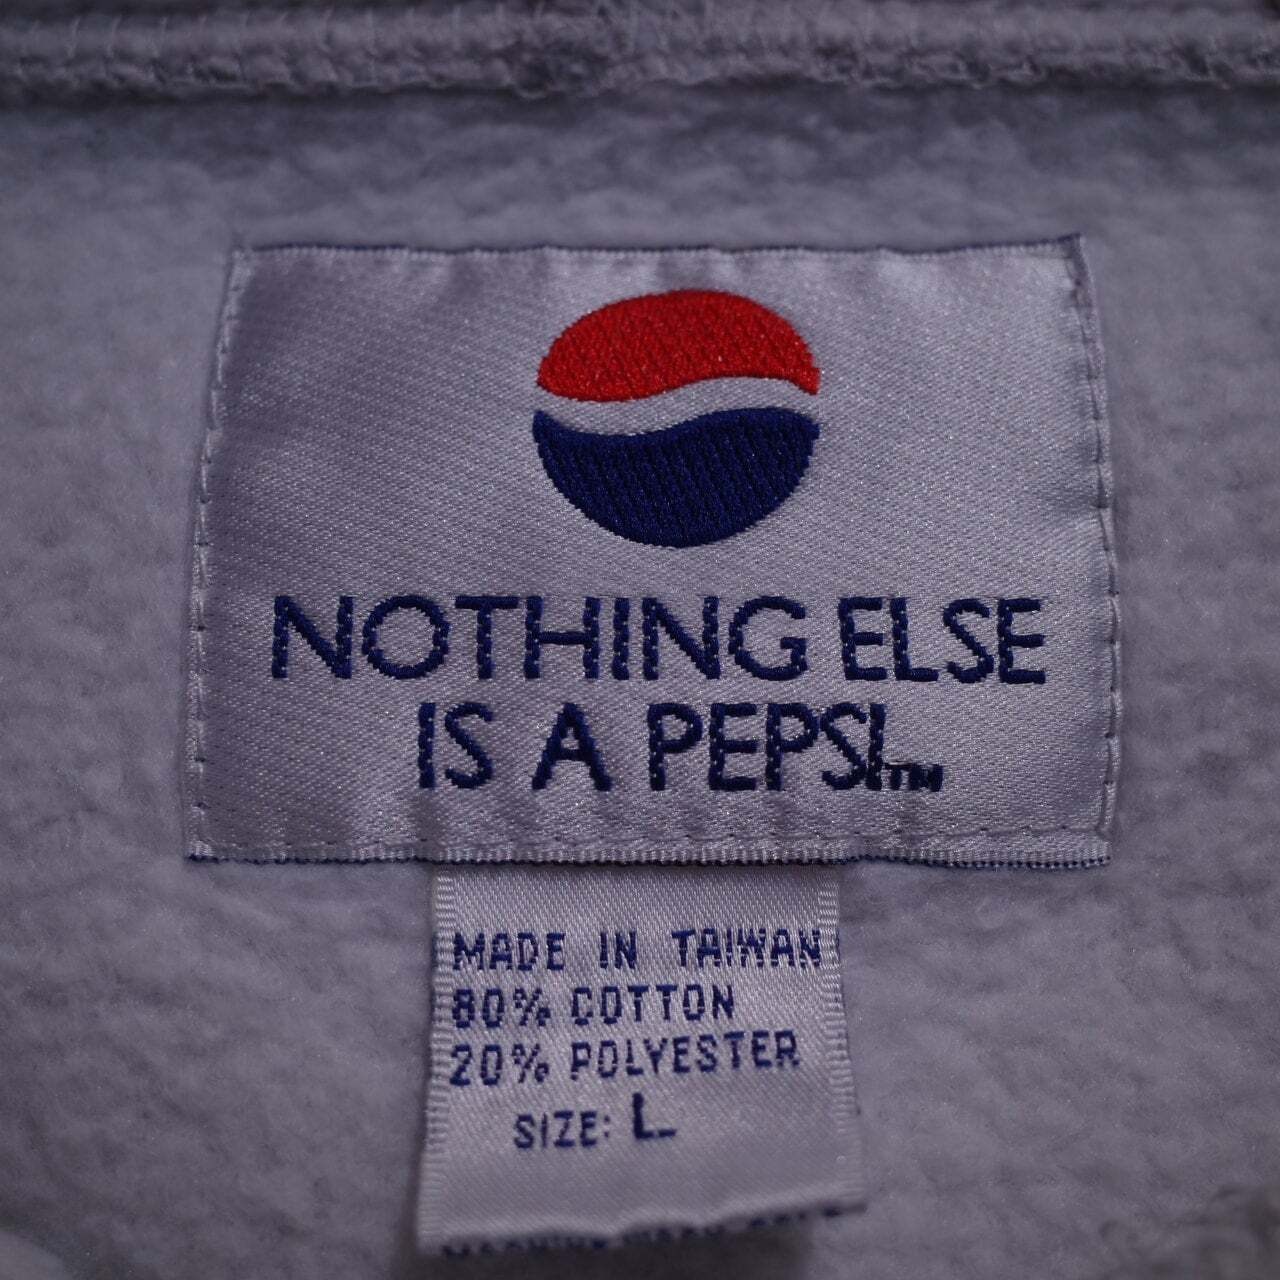 NOTHING ELSE
IS A PEPSI™
MADE IN TAIWAN
80% COTTON
20% POLYESTER
SIZE: L